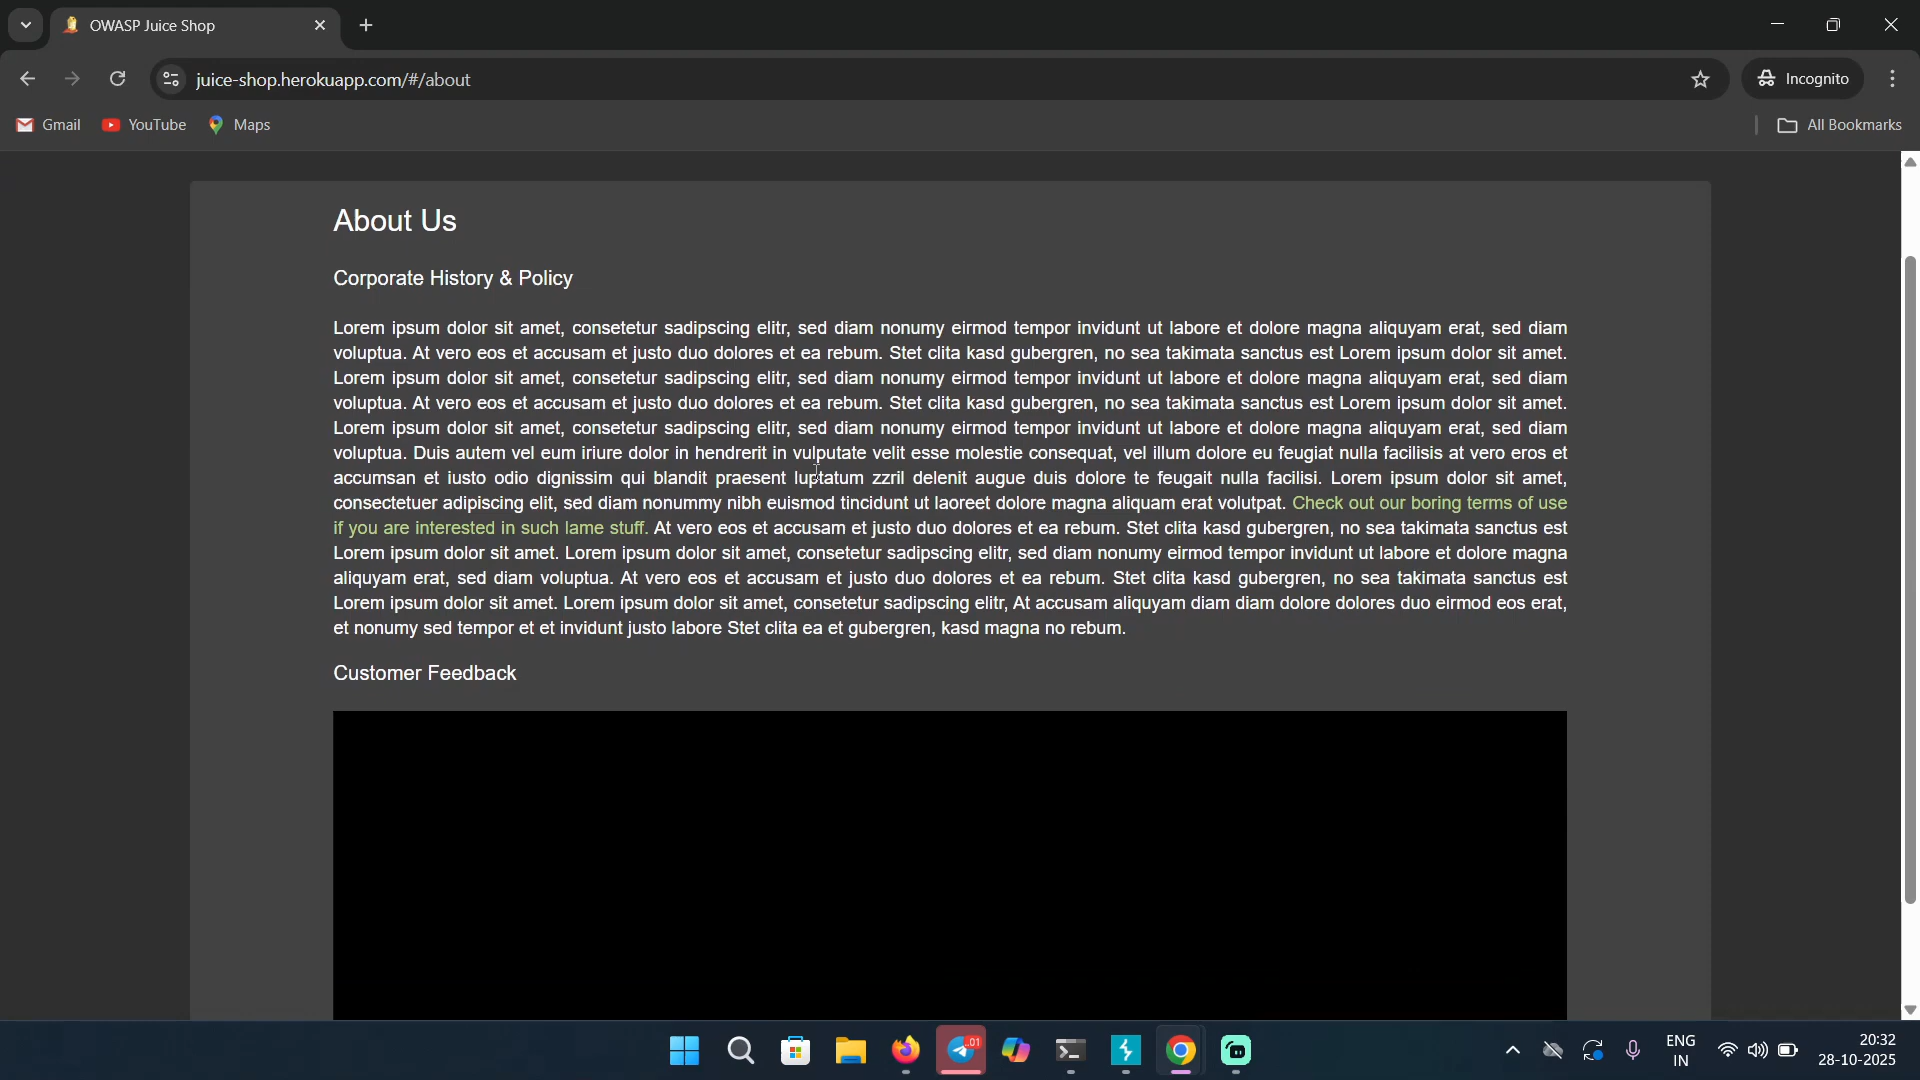 OWASP Juice Shop
juice-shop.herokuapp.com/#/about
Incognito
Gmail
YouTube
Maps
All Bookmarks
About Us
Corporate History & Policy
Lorem ipsum dolor sit amet, consetetur sadipscing elitr, sed diam nonumy eirmod tempor invidunt ut labore et dolore magna aliquyam erat, sed diam
voluptua. At vero eos et accusam et justo duo dolores et ea rebum. Stet clita kasd gubergren, no sea takimata sanctus est Lorem ipsum dolor sit amet.
Lorem ipsum dolor sit amet, consetetur sadipscing elitr, sed diam nonumy eirmod tempor invidunt ut labore et dolore magna aliquyam erat, sed diam
voluptua. At vero eos et accusam et justo duo dolores et ea rebum. Stet clita kasd gubergren, no sea takimata sanctus est Lorem ipsum dolor sit amet.
Lorem ipsum dolor sit amet, consetetur sadipscing elitr, sed diam nonumy eirmod tempor invidunt ut labore et dolore magna aliquyam erat, sed diam
voluptua. Duis autem vel eum iriure dolor in hendrerit in vulputate velit esse molestie consequat, vel illum dolore eu feugiat nulla facilisis at vero eros et
accumsan et iusto odio dignissim qui blandit praesent luptatum zzril delenit augue duis dolore te feugait nulla facilisi. Lorem ipsum dolor sit amet,
consectetuer adipiscing elit, sed diam nonummy nibh euismod tincidunt ut laoreet dolore magna aliquam erat volutpat. Check out our boring terms of use
if you are interested in such lame stuff. At vero eos et accusam et justo duo dolores et ea rebum. Stet clita kasd gubergren, no sea takimata sanctus est
Lorem ipsum dolor sit amet. Lorem ipsum dolor sit amet, consetetur sadipscing elitr, sed diam nonumy eirmod tempor invidunt ut labore et dolore magna
aliquyam erat, sed diam voluptua. At vero eos et accusam et justo duo dolores et ea rebum. Stet clita kasd gubergren, no sea takimata sanctus est
Lorem ipsum dolor sit amet. Lorem ipsum dolor sit amet, consetetur sadipscing elitr, At accusam aliquyam diam diam dolore dolores duo eirmod eos erat,
et nonumy sed tempor et et invidunt justo labore Stet clita ea et gubergren, kasd magna no rebum.
Customer Feedback
ENG
IN
20:32
28-10-2025